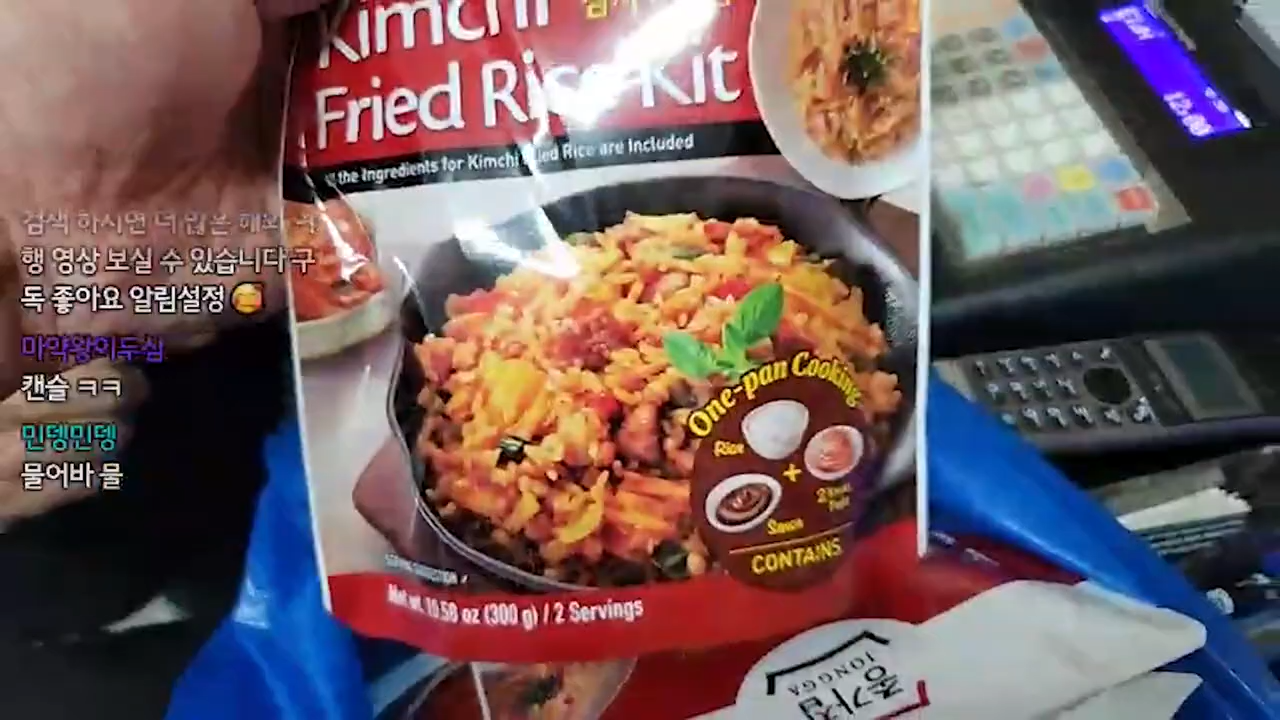 Kimchi
Fried Rice Kit
the Ingredients for Kimchi Fried Rice are Included
행 영상 보실 수 있습니다 구
독 좋아요 알림설정
마약왕이두삼
캔슬 ㅋㅋ
민뎅민뎅
물어바 물
One-pan Cooking
Rice
+
Sauce
CONTAINS
Net wt. 10.58 oz (300 g) / 2 Servings
JONGGA
종가집